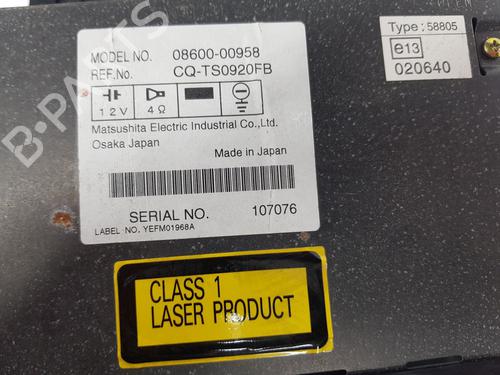 MODEL NO. 08600-00958
REF.No. CQ-TS0920FB
12V 4Ω
Matsushita Electric Industrial Co.,Ltd.
Osaka Japan
Made in Japan
SERIAL NO. 107076
LABEL NO. YEFM01968A
Type: 58805
e13
020640
CLASS 1
LASER PRODUCT
B-PARTS